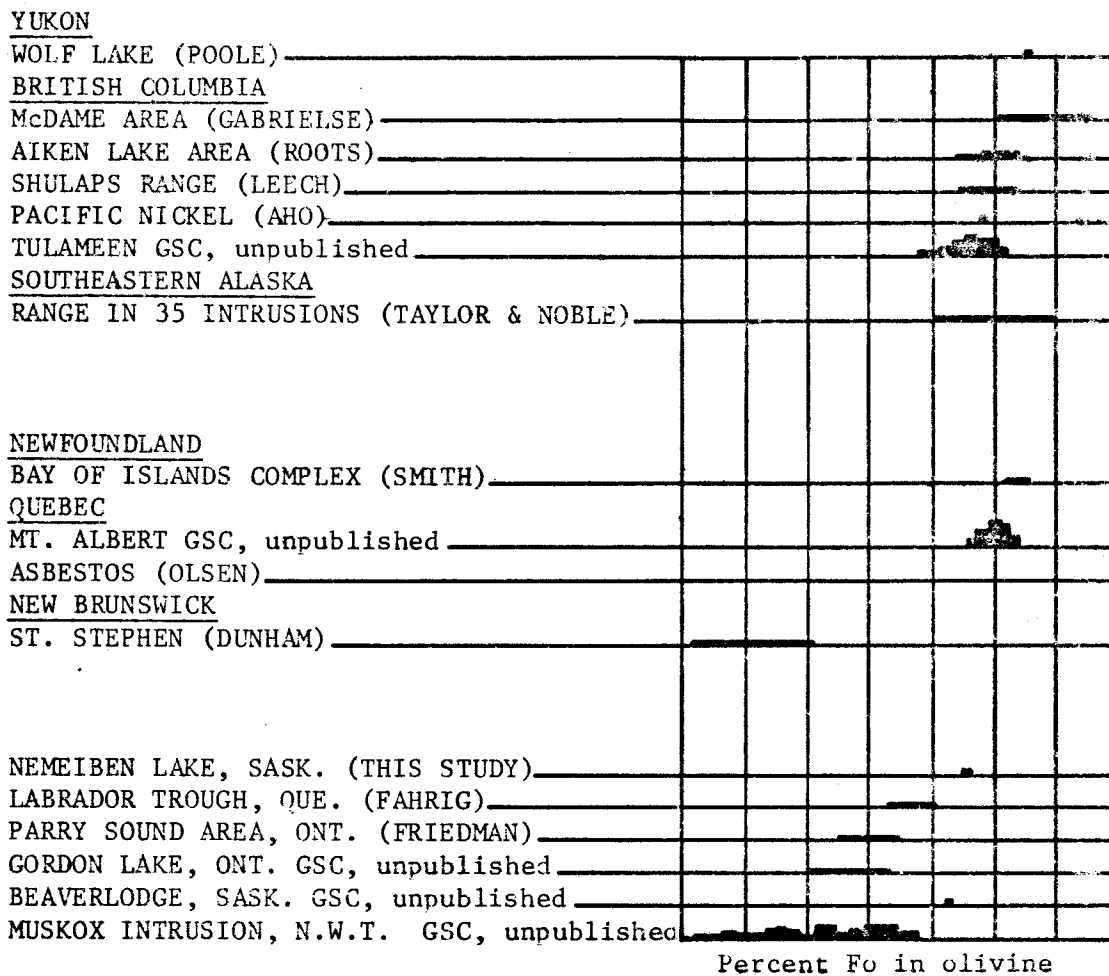 YUKON
WOLF LAKE (POOLE)
BRITISH COLUMBIA
McDAME AREA (GABRIELSE)
AIKEN LAKE AREA (ROOTS)
SHULAPS RANGE (LEECH)
PACIFIC NICKEL (AHO)
TULAMEEN GSC, unpublished
SOUTHEASTERN ALASKA
RANGE IN 35 INTRUSIONS (TAYLOR & NOBLE)
NEWFOUNDLAND
BAY OF ISLANDS COMPLEX (SMITH)
QUEBEC
MT. ALBERT GSC, unpublished
ASBESTOS (OLSEN)
NEW BRUNSWICK
ST. STEPHEN (DUNHAM)
NEMEIBEN LAKE, SASK. (THIS STUDY)
LABRADOR TROUGH, QUE. (FAHRIG)
PARRY SOUND AREA, ONT. (FRIEDMAN)
GORDON LAKE, ONT. GSC, unpublished
BEAVERLODGE, SASK. GSC, unpublished
MUSKOX INTRUSION, N.W.T. GSC, unpublished
Percent Fo in olivine